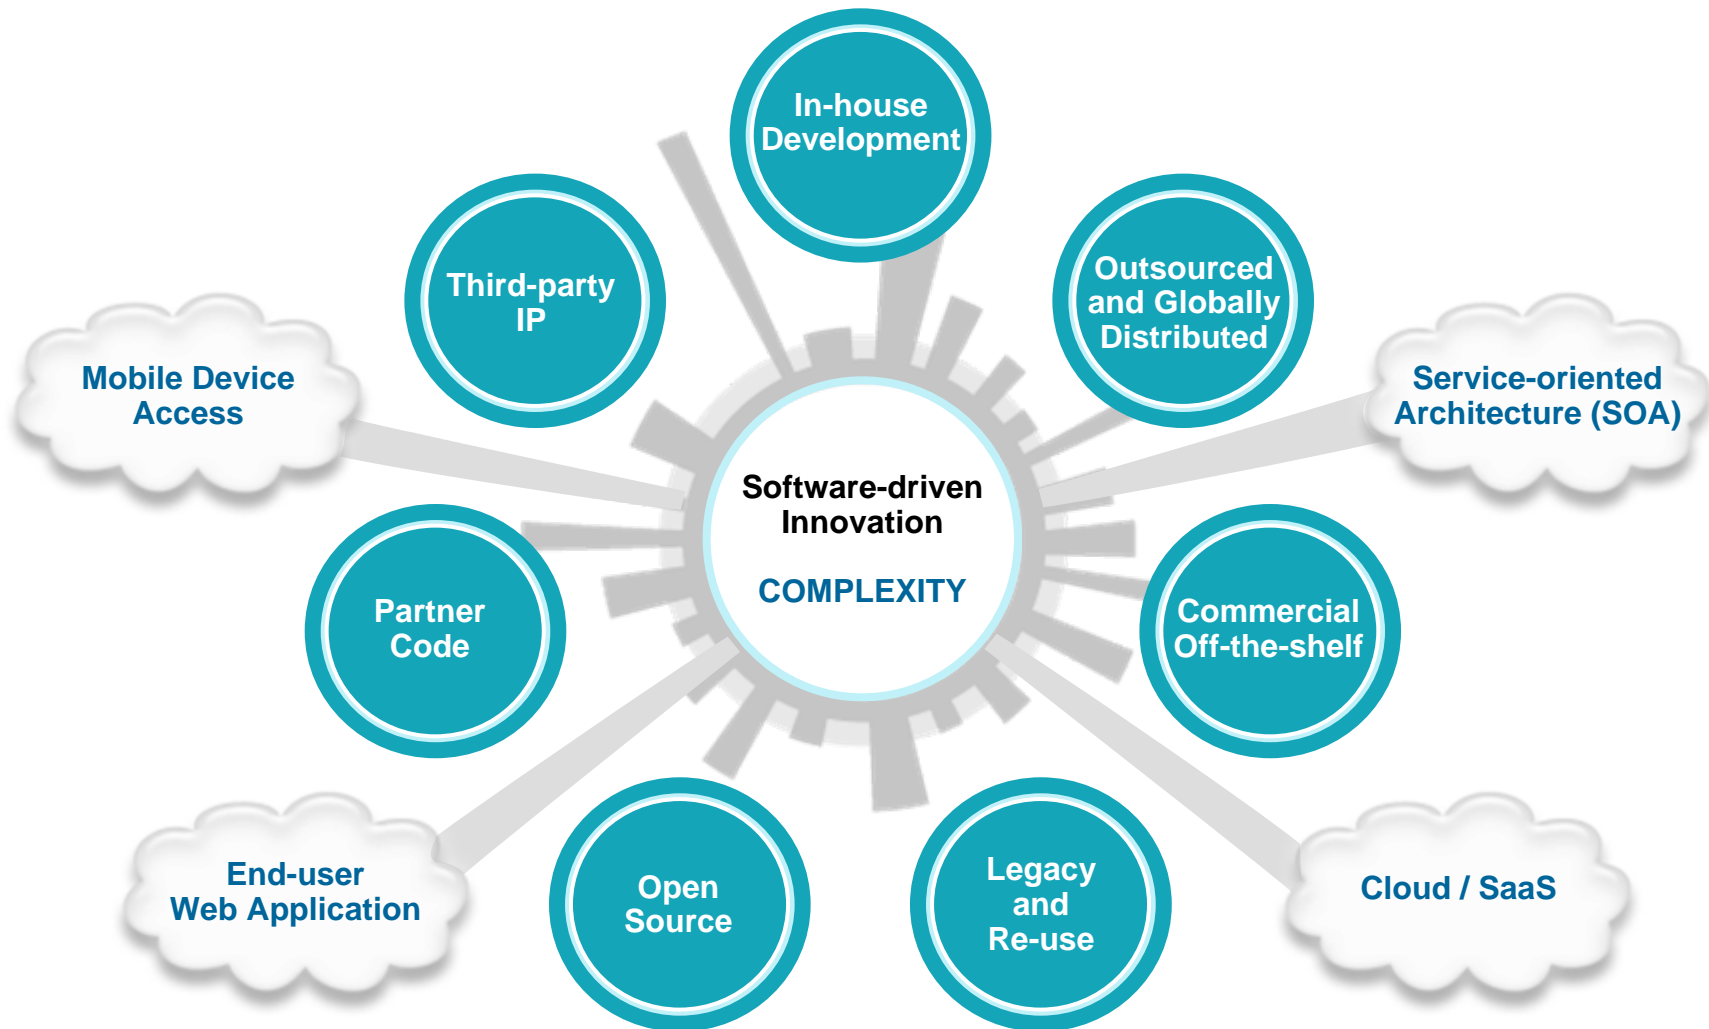 In-house
Development
Third-party
IP
Outsourced
and Globally
Distributed
Mobile Device
Access
Service-oriented
Architecture (SOA)
Software-driven
Innovation
COMPLEXITY
Partner
Code
Commercial
Off-the-shelf
End-user
Web Application
Open
Source
Legacy
and
Re-use
Cloud / SaaS